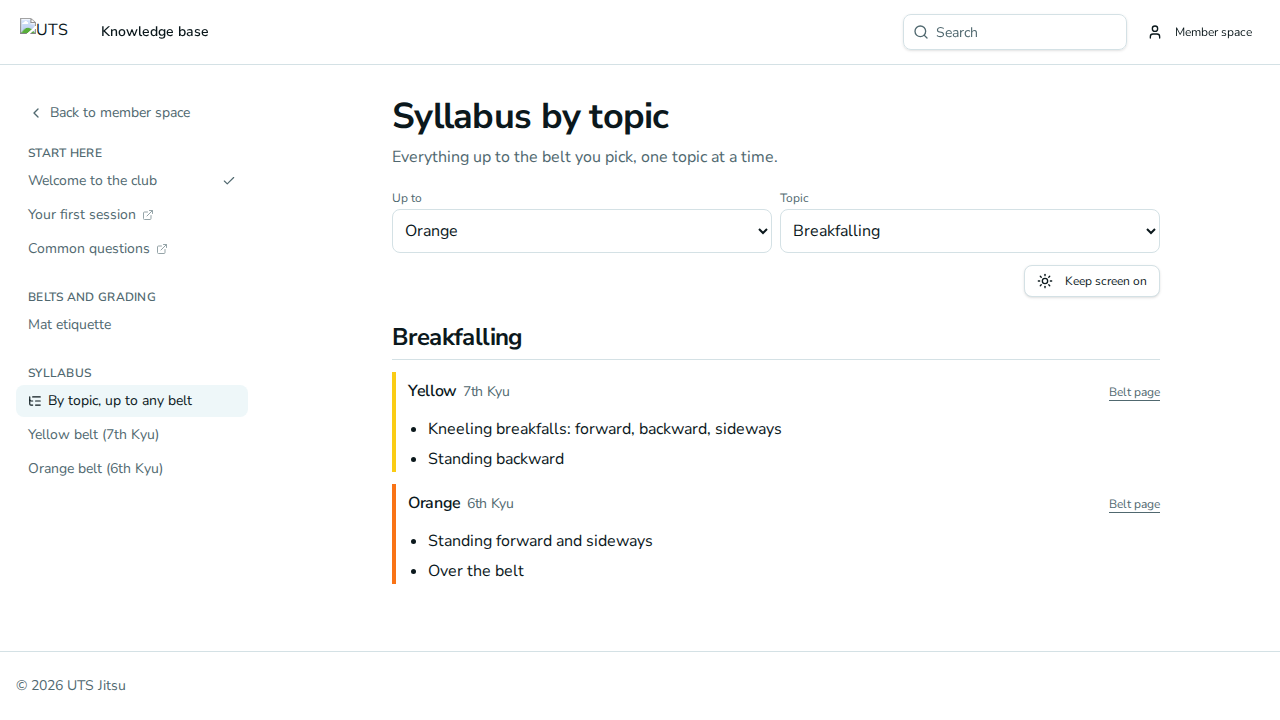 UTS
Knowledge base
Search
Member space
Back to member space
START HERE
Welcome to the club
Your first session
Common questions
BELTS AND GRADING
Mat etiquette
SYLLABUS
By topic, up to any belt
Yellow belt (7th Kyu)
Orange belt (6th Kyu)
Syllabus by topic
Everything up to the belt you pick, one topic at a time.
Up to
Orange
Topic
Breakfalling
Keep screen on
Breakfalling
Yellow 7th Kyu
Belt page
Kneeling breakfalls: forward, backward, sideways
Standing backward
Orange 6th Kyu
Belt page
Standing forward and sideways
Over the belt
© 2026 UTS Jitsu